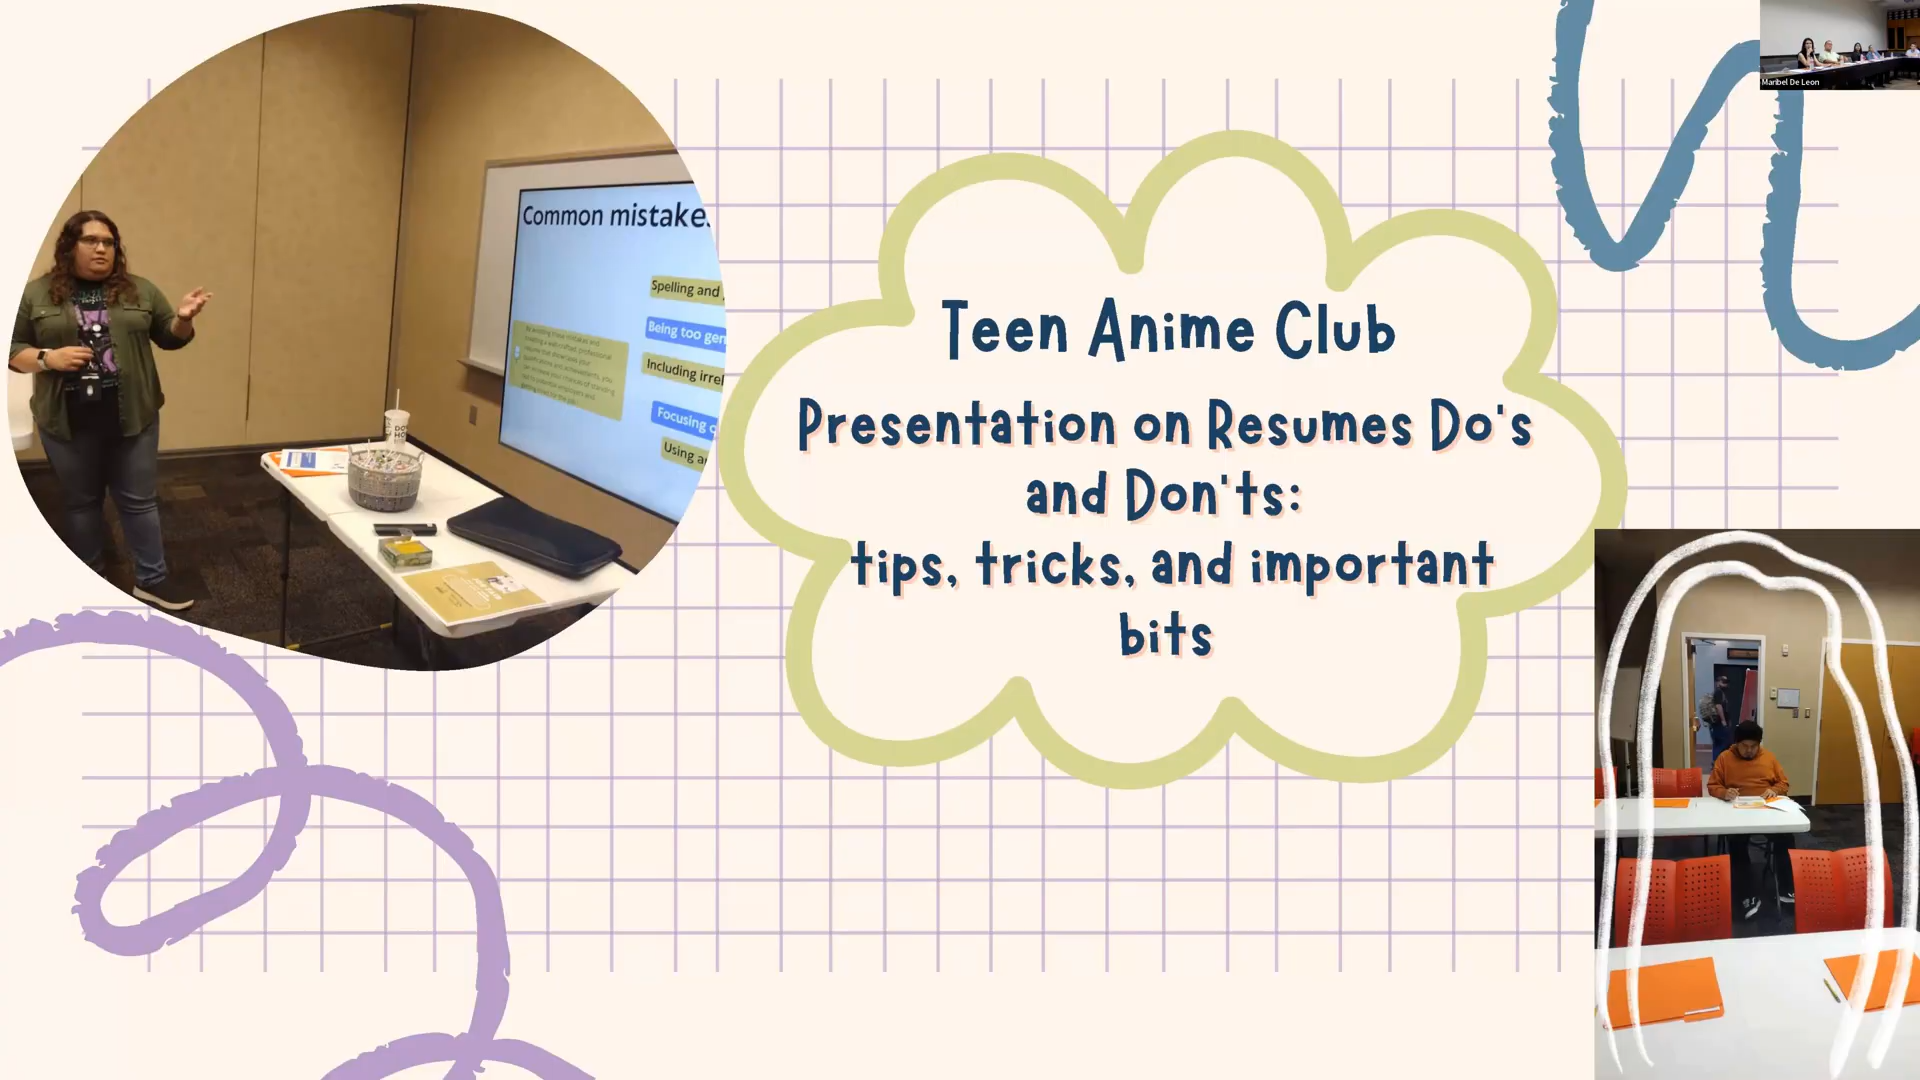 Maribel De Leon
Common mistake
Spelling and
Being too gen
Including irrel
Focusing
Using a
Teen Anime Club
Presentation on Resumes Do's
and Don'ts:
tips, tricks, and important
bits